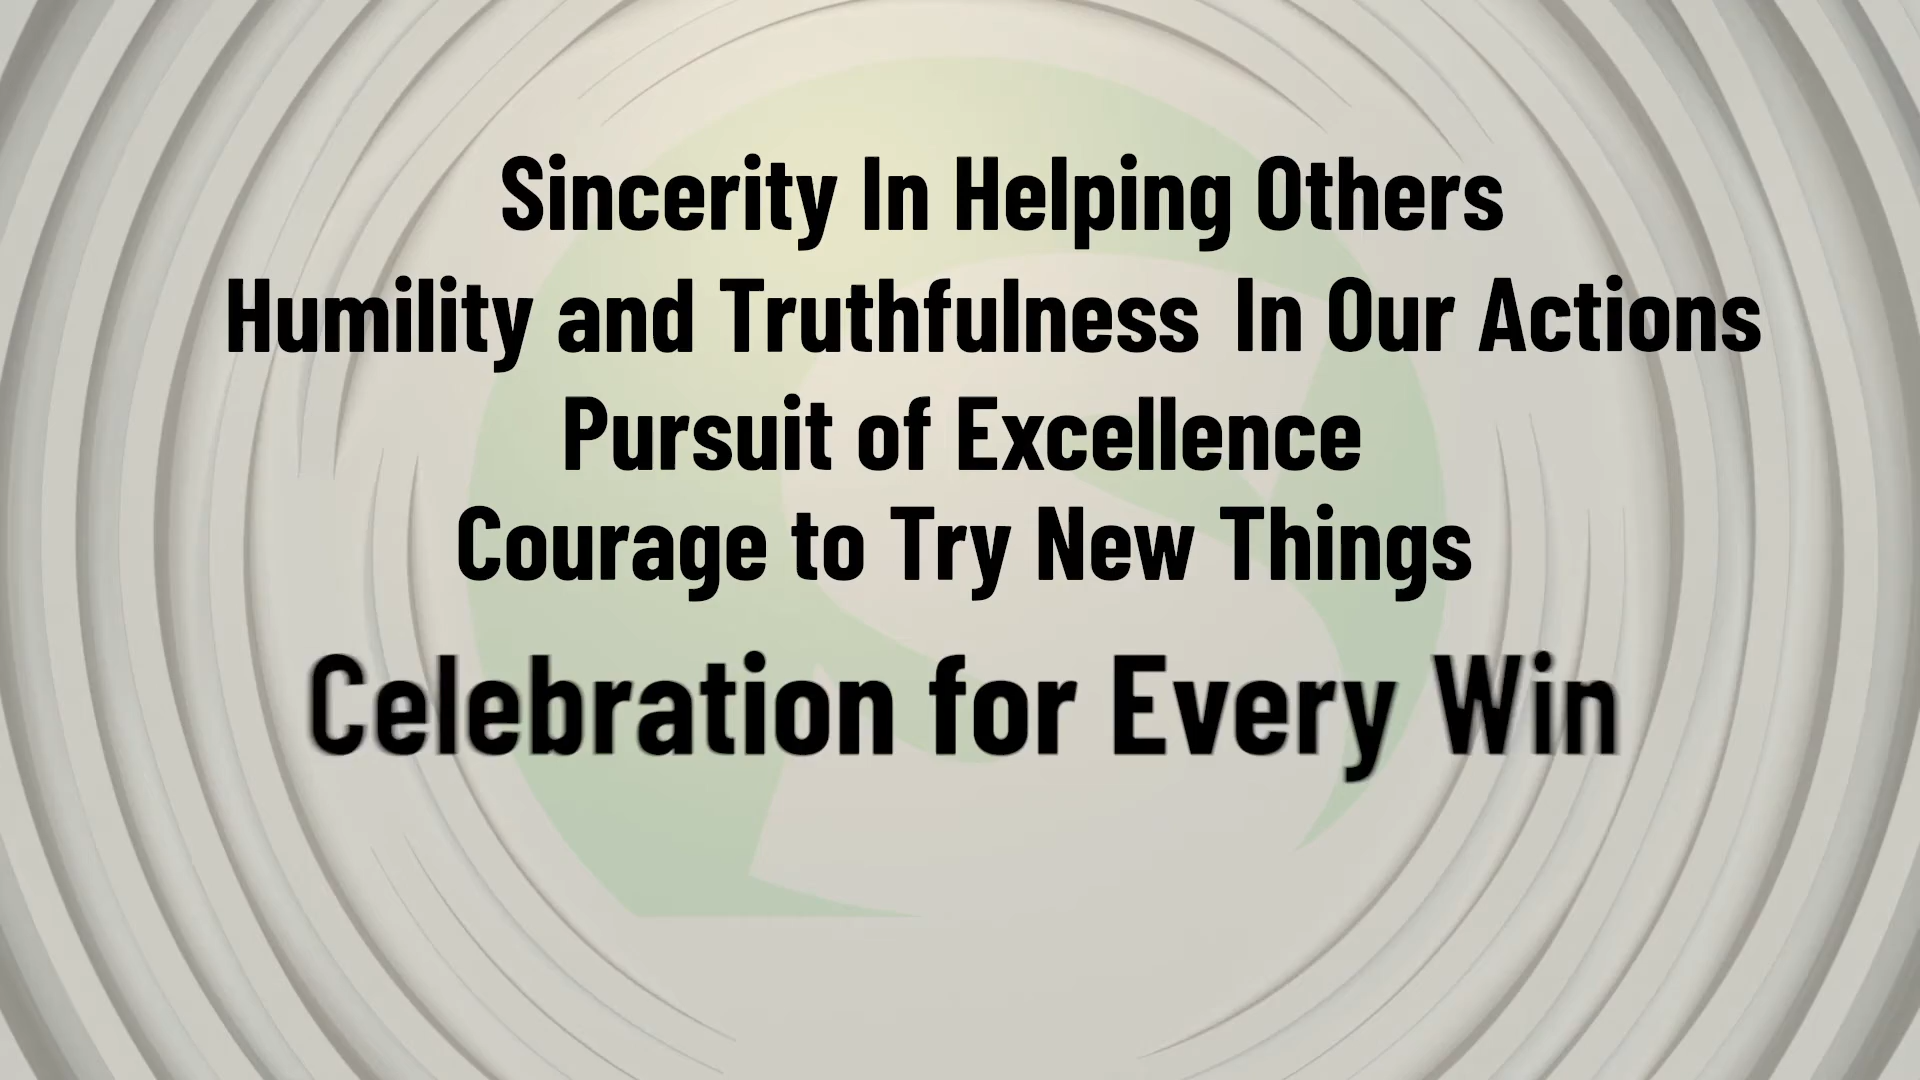 Sincerity In Helping Others
Humility and Truthfulness In Our Actions
Pursuit of Excellence
Courage to Try New Things
Celebration for Every Win